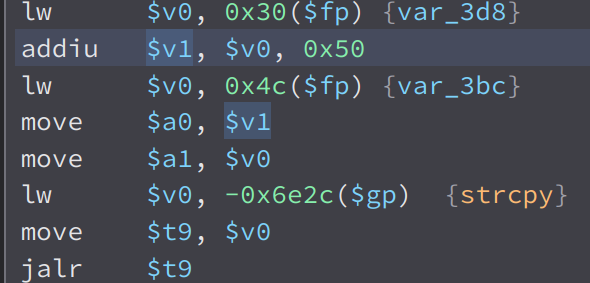 lw $v0, 0x30($fp) {var_3d8}
addiu $v1, $v0, 0x50
lw $v0, 0x4c($fp) {var_3bc}
move $a0, $v1
move $a1, $v0
lw $v0, -0x6e2c($gp) {strcpy}
move $t9, $v0
jalr $t9